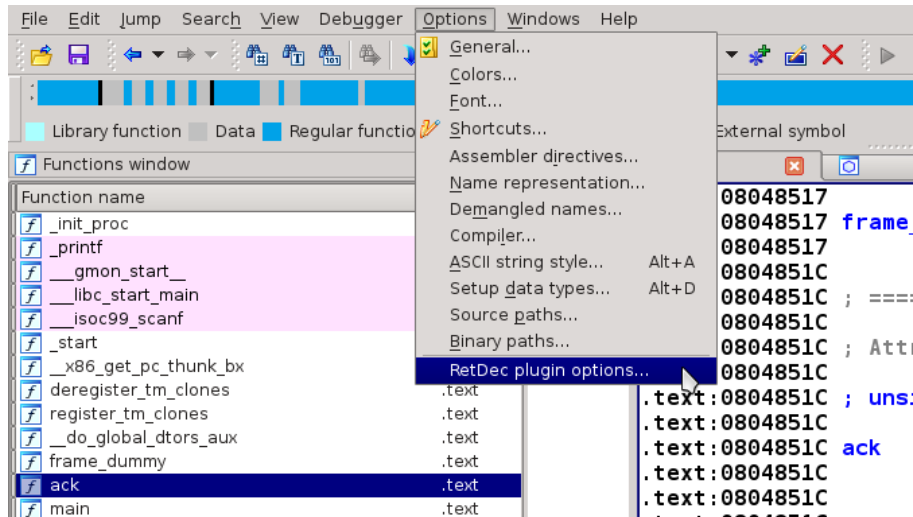 File Edit Jump Search View Debugger Options Windows Help
General...
Colors...
Font...
Shortcuts...
Assembler directives...
Name representation...
Demangled names...
Compiler...
ASCII string style... Alt+A
Setup data types... Alt+D
Source paths...
Binary paths...
RetDec plugin options...
Library function Data Regular functio
External symbol
Functions window
Function name
_init_proc
_printf
___gmon_start__
___libc_start_main
___isoc99_scanf
_start
__x86_get_pc_thunk_bx
deregister_tm_clones .text
register_tm_clones .text
__do_global_dtors_aux .text
frame_dummy .text
ack .text
main .text
08048517
08048517 frame_
08048517
0804851C
0804851C ; ====
0804851C
0804851C ; Attr
0804851C
.text:0804851C ; unsi
.text:0804851C
.text:0804851C ack
.text:0804851C
.text:0804851C